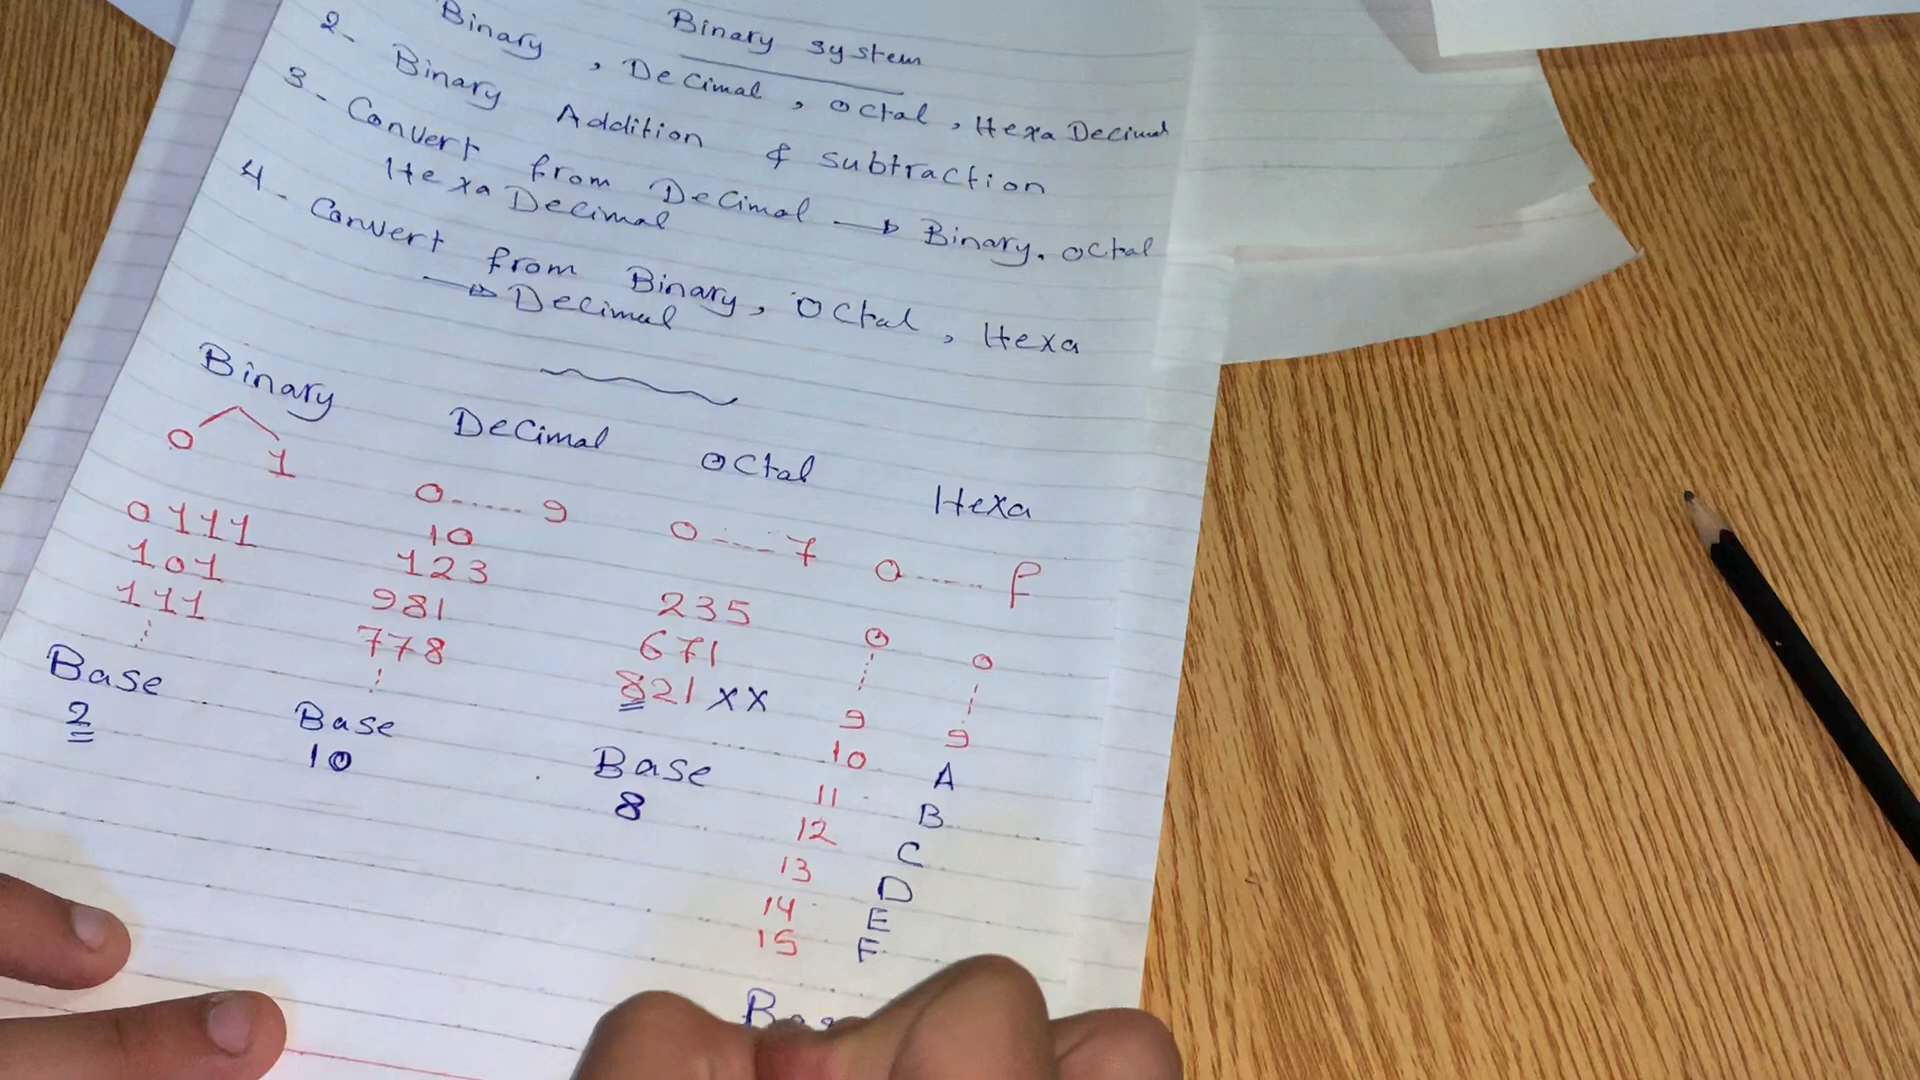 Binary system
Binary, Decimal, octal, Hexa Decimal
2- Binary Addition & subtraction
3- Convert from Decimal → Binary. octal
Hexa Decimal
4- Convert from Binary, Octal, Hexa
→ Decimal
Binary Decimal octal Hexa
0 1 0.....9 0----7 0-----F
0111 10
101 123 235 0 0
111 981 671
778 821 XX 9 9
Base Base Base 10 A
2 10 8 11 B
12 C
13 D
14 E
15 F